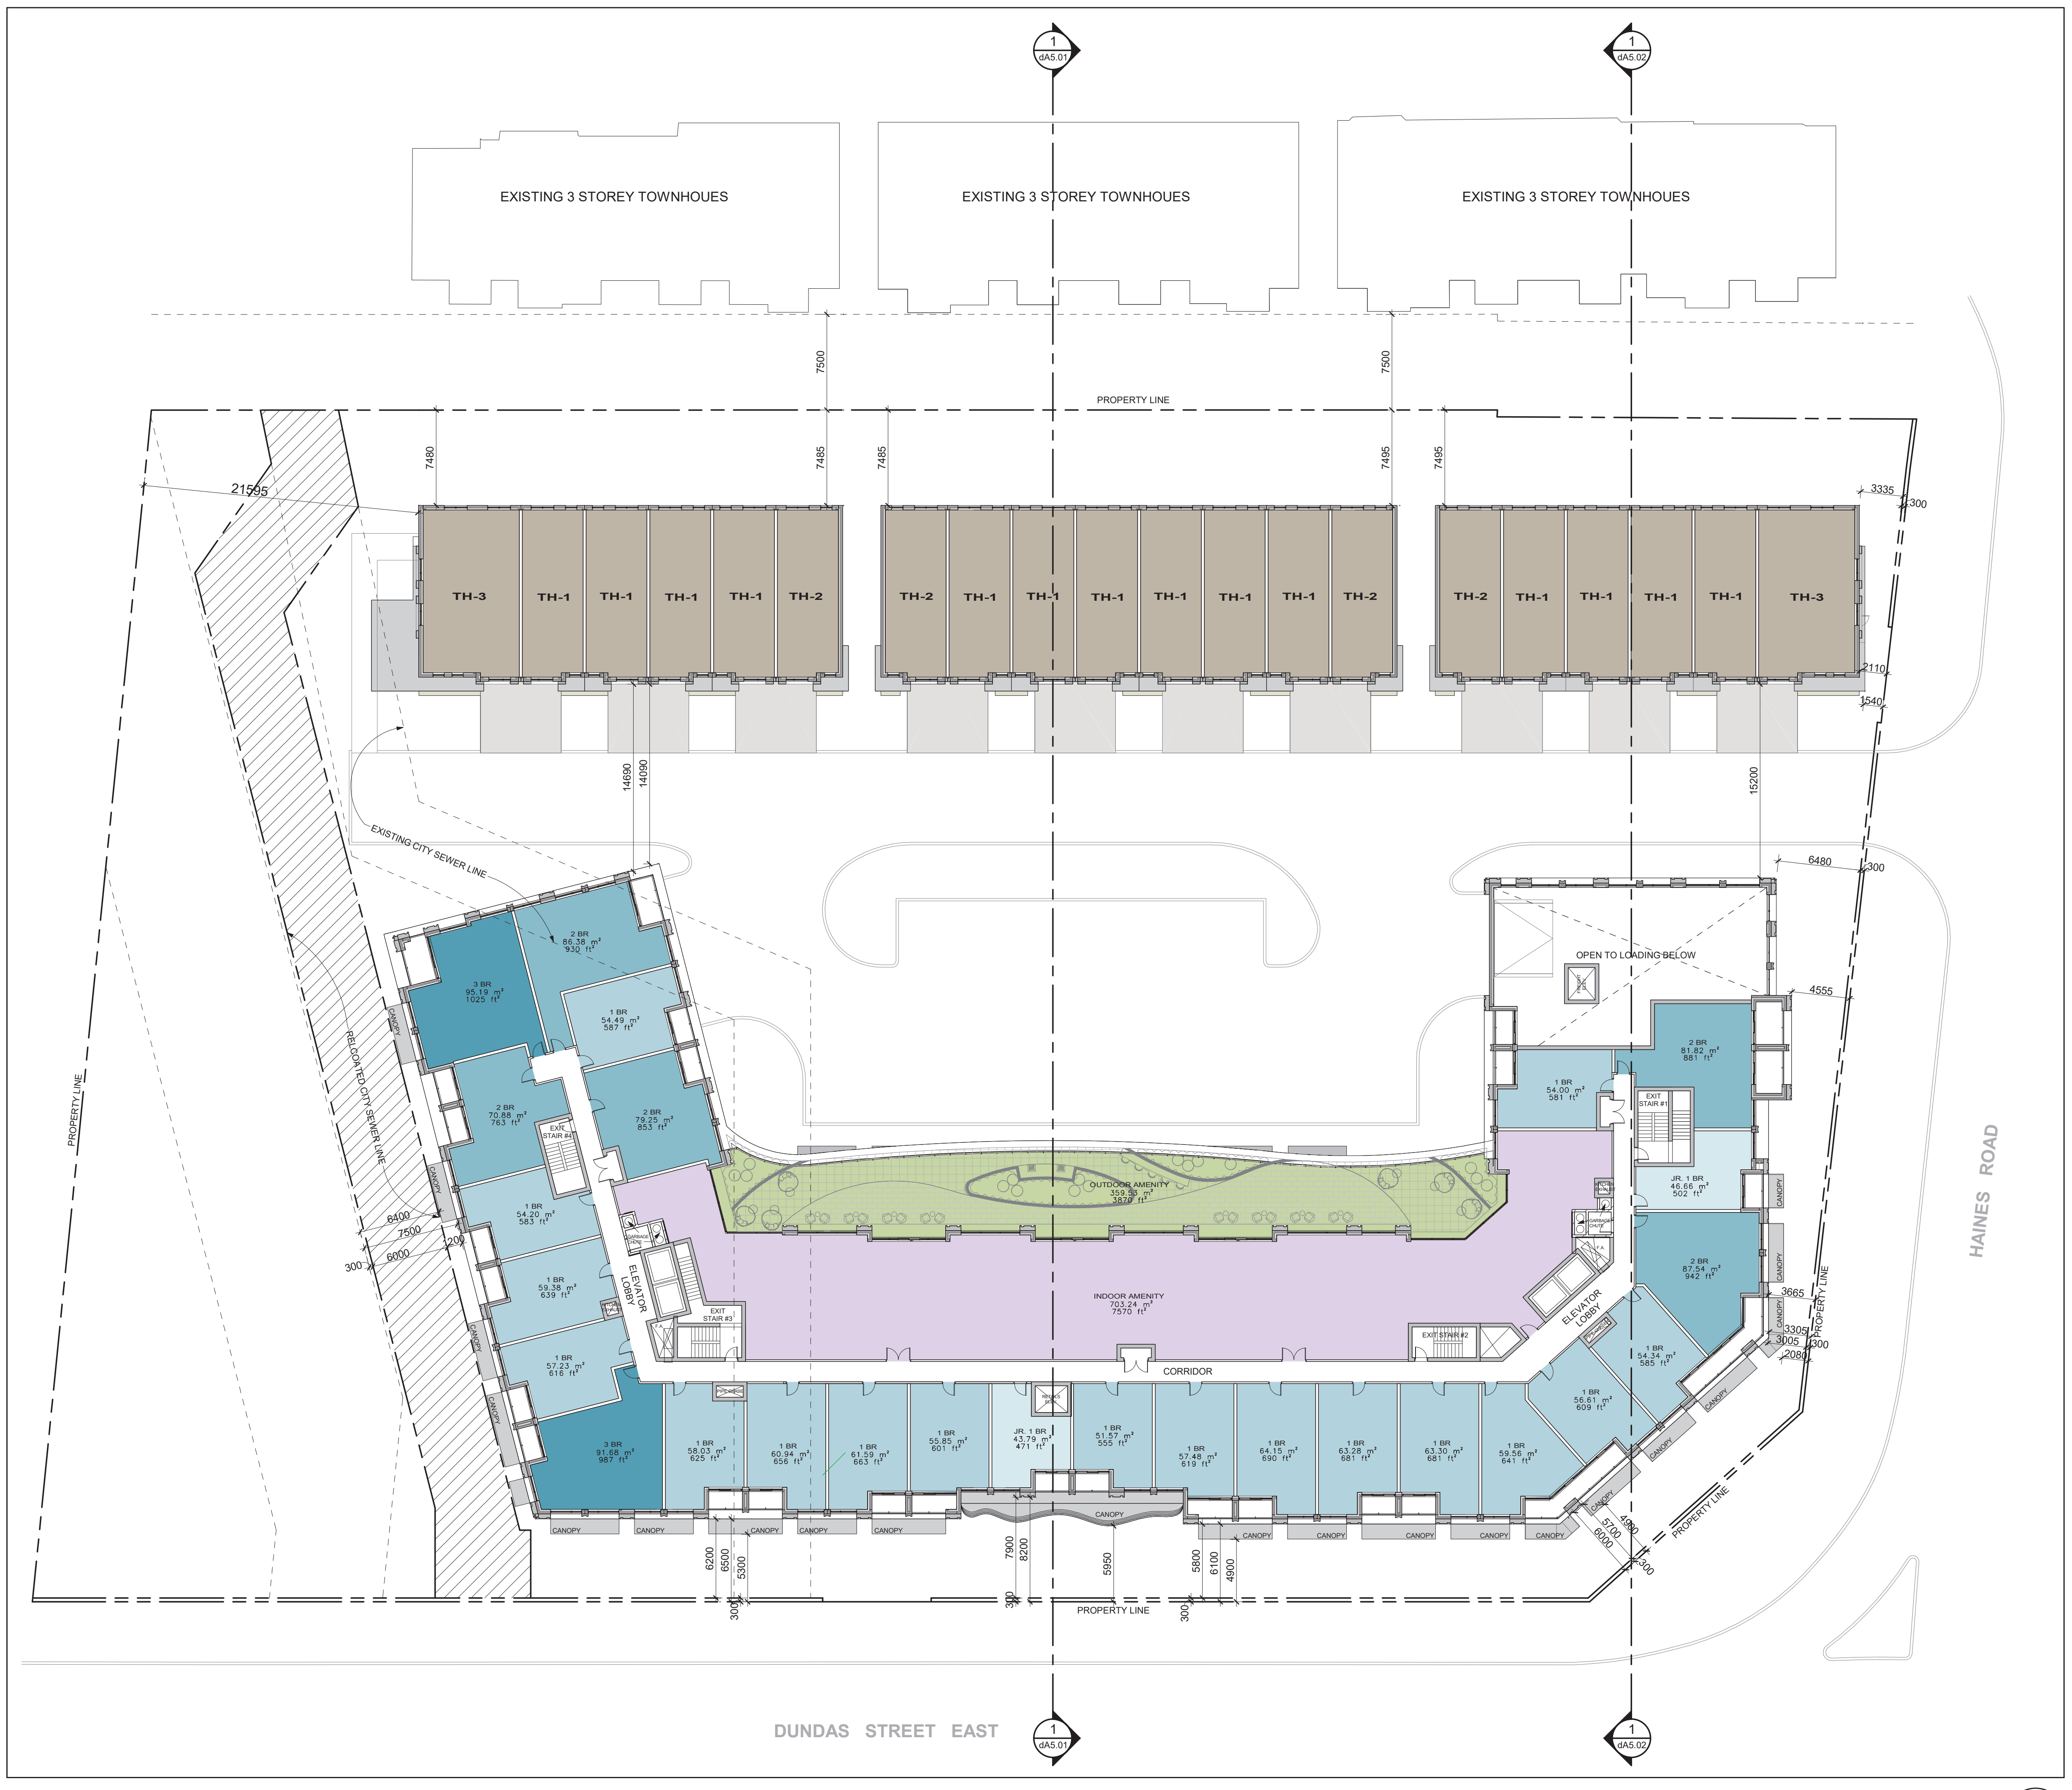 1
dA5.01
1
dA5.02
EXISTING 3 STOREY TOWNHOUES
EXISTING 3 STOREY TOWNHOUES
EXISTING 3 STOREY TOWNHOUES
7500
7500
PROPERTY LINE
7480
7485
7485
7495
7495
21595
3335
300
TH-3
TH-1
TH-1
TH-1
TH-1
TH-2
TH-2
TH-1
TH-1
TH-1
TH-1
TH-1
TH-1
TH-2
TH-2
TH-1
TH-1
TH-1
TH-1
TH-3
2110
1540
14690
14090
15200
EXISTING CITY SEWER LINE
6480
300
2 BR
86.38 m²
930 ft²
3 BR
95.19 m²
1025 ft²
1 BR
54.49 m²
587 ft²
OPEN TO LOADING BELOW
4555
CANOPY
RELCOATED CITY SEWER LINE
PROPERTY LINE
2 BR
81.82 m²
881 ft²
1 BR
54.00 m²
581 ft²
EXIT
STAIR #1
2 BR
70.88 m²
763 ft²
2 BR
79.25 m²
853 ft²
EXIT
STAIR #4
CANOPY
OUTDOOR AMENITY
359.53 m²
3870 ft²
JR. 1 BR
46.66 m²
502 ft²
CANOPY
HAINES ROAD
1 BR
54.20 m²
583 ft²
6400
7500
6000
1200
300
GARBAGE
CHUTE
GARBAGE
CHUTE
F.A.
2 BR
87.54 m²
942 ft²
CANOPY
1 BR
59.38 m²
639 ft²
ELEVATOR
LOBBY
INDOOR AMENITY
703.24 m²
7570 ft²
ELEVATOR
LOBBY
3665
CANOPY
PROPERTY LINE
EXIT
STAIR #3
F.A.
EXIT STAIR #2
3305
3005
300
2080
CANOPY
1 BR
57.23 m²
616 ft²
CORRIDOR
1 BR
54.34 m²
585 ft²
CANOPY
1 BR
56.61 m²
609 ft²
CANOPY
CANOPY
3 BR
91.68 m²
987 ft²
1 BR
58.03 m²
625 ft²
1 BR
60.94 m²
656 ft²
1 BR
61.59 m²
663 ft²
1 BR
55.85 m²
601 ft²
JR. 1 BR
43.79 m²
471 ft²
1 BR
51.57 m²
555 ft²
1 BR
57.48 m²
619 ft²
1 BR
64.15 m²
690 ft²
1 BR
63.28 m²
681 ft²
1 BR
63.30 m²
681 ft²
1 BR
59.56 m²
641 ft²
CANOPY
CANOPY
CANOPY
CANOPY
CANOPY
CANOPY
CANOPY
CANOPY
CANOPY
CANOPY
CANOPY
CANOPY
4980
5700
6000
300
PROPERTY LINE
6200
6500
5300
300
7900
8200
300
5950
5800
6100
4900
300
PROPERTY LINE
DUNDAS STREET EAST
1
dA5.01
1
dA5.02